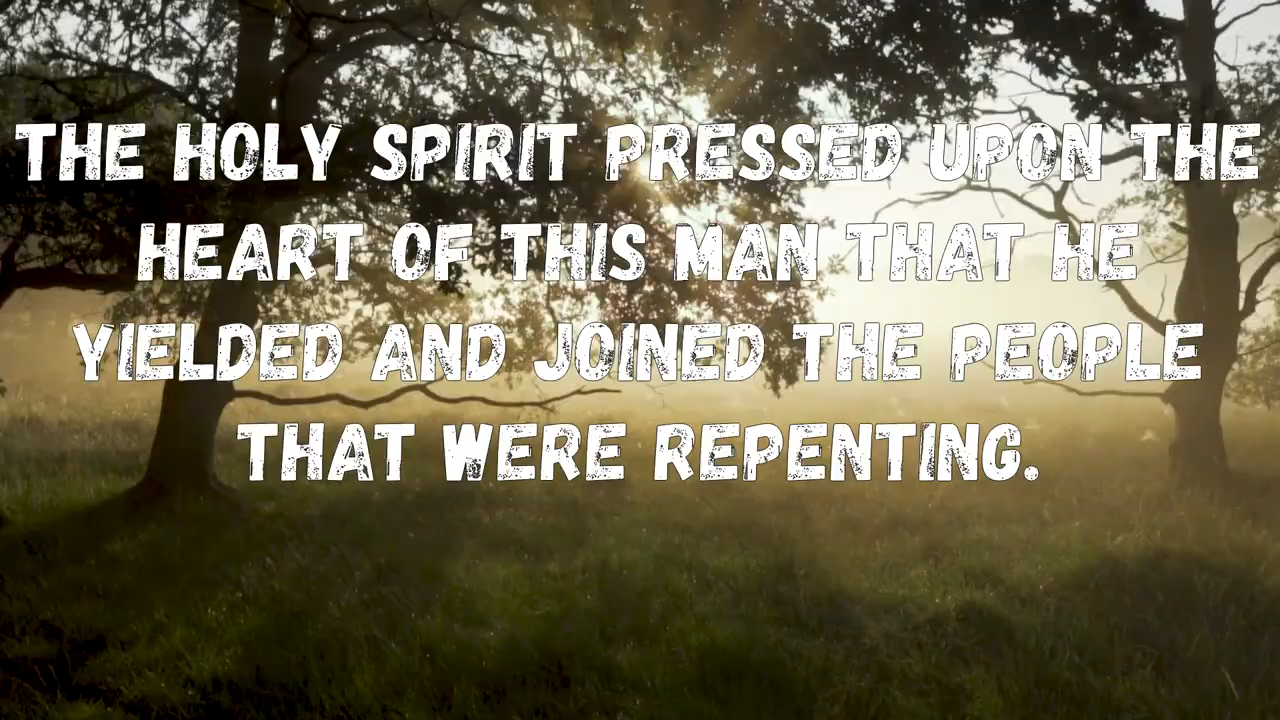 THE HOLY SPIRIT PRESSED UPON THE
HEART OF THIS MAN THAT HE
YIELDED AND JOINED THE PEOPLE
THAT WERE REPENTING.